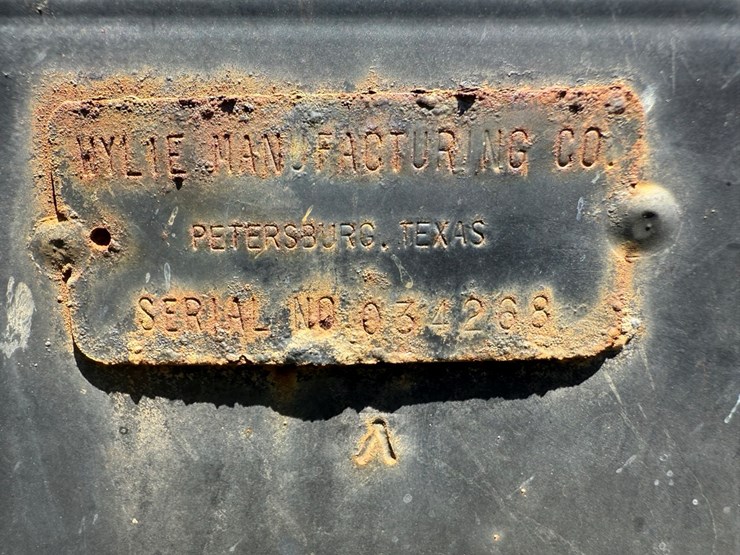 WYLIE MANUFACTURING CO.
PETERSBURG, TEXAS
SERIAL NO 034268